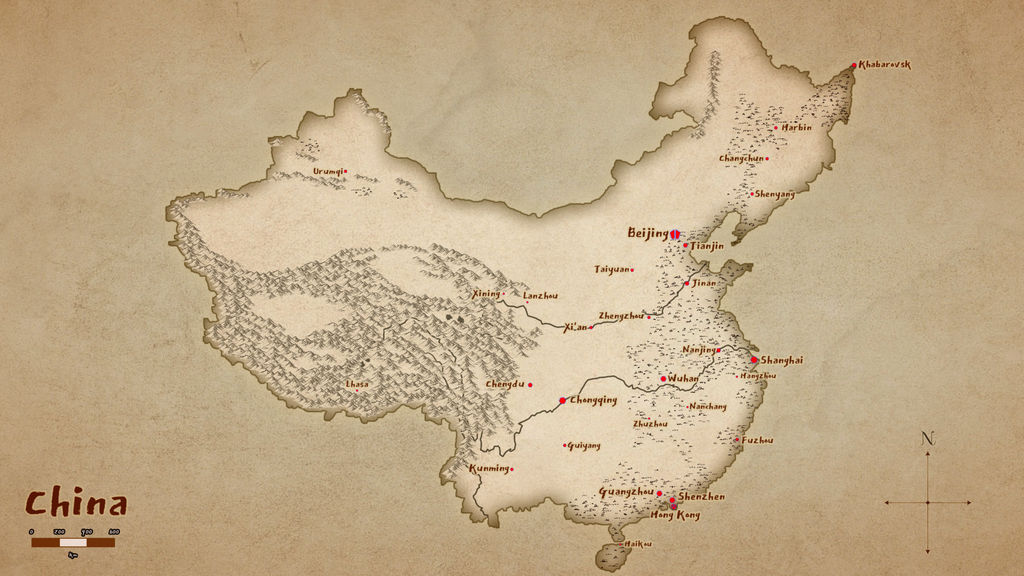 Khabarovsk
Harbin
Changchun
Urumqi
Shenyang
Beijing
Tianjin
Taiyuan
Jinan
Xining
Lanzhou
Zhengzhou
Xi'an
Nanjing
Shanghai
Hangzhou
Wuhan
Chengdu
Lhasa
Chongqing
Nanchang
Zhuzhou
Fuzhou
Guiyang
N
Kunming
Guangzhou
Shenzhen
Hong Kong
China
Haikou
0 200 400 600
Km